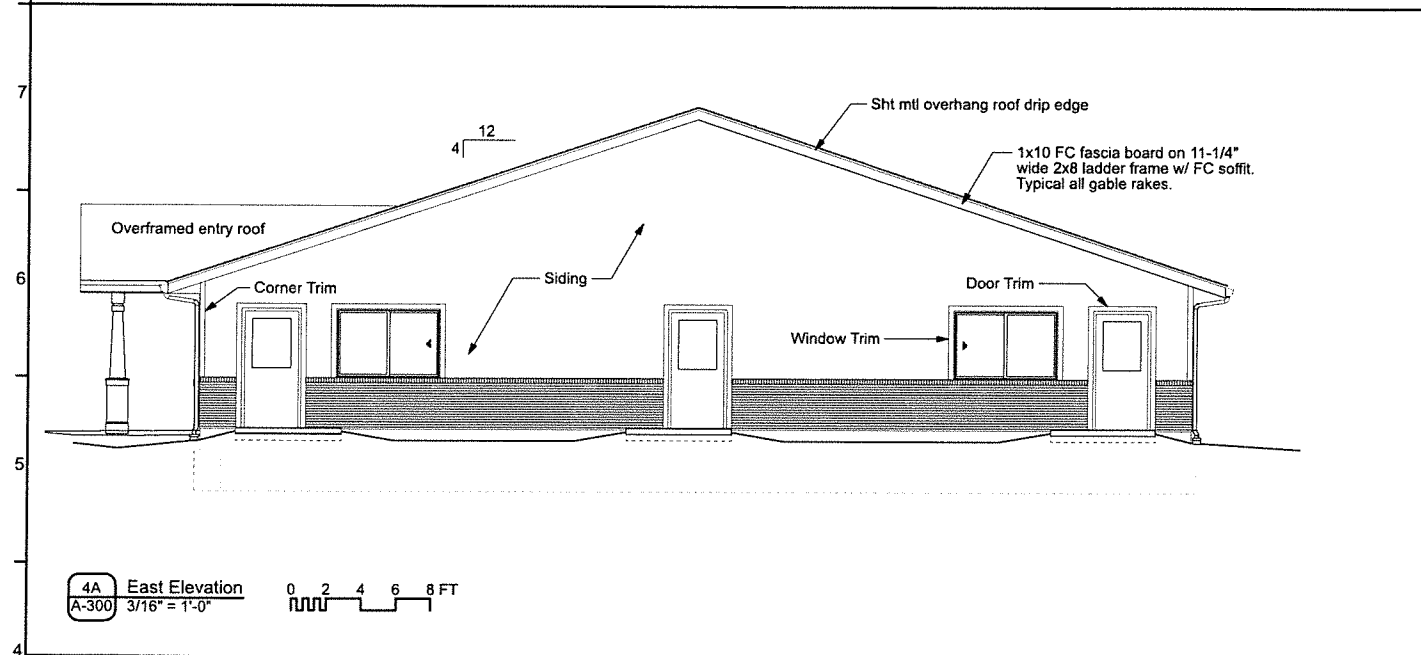 7
Sht mtl overhang roof drip edge
12
4
1x10 FC fascia board on 11-1/4"
wide 2x8 ladder frame w/ FC soffit.
Typical all gable rakes.
Overframed entry roof
6
Siding
Corner Trim
Door Trim
Window Trim
5
4A East Elevation
A-300 3/16" = 1'-0"
0 2 4 6 8 FT
4